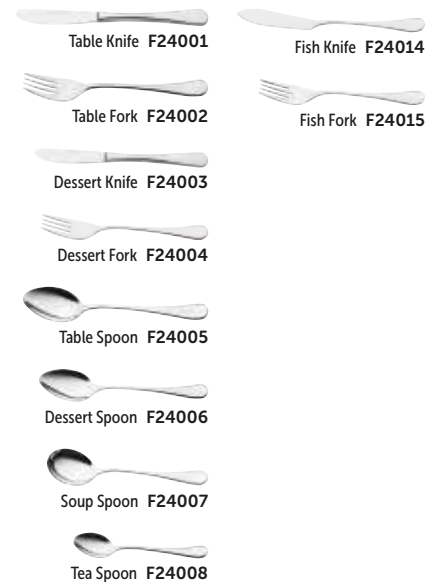 Table Knife F24001
Table Fork F24002
Dessert Knife F24003
Dessert Fork F24004
Table Spoon F24005
Dessert Spoon F24006
Soup Spoon F24007
Tea Spoon F24008
Fish Knife F24014
Fish Fork F24015